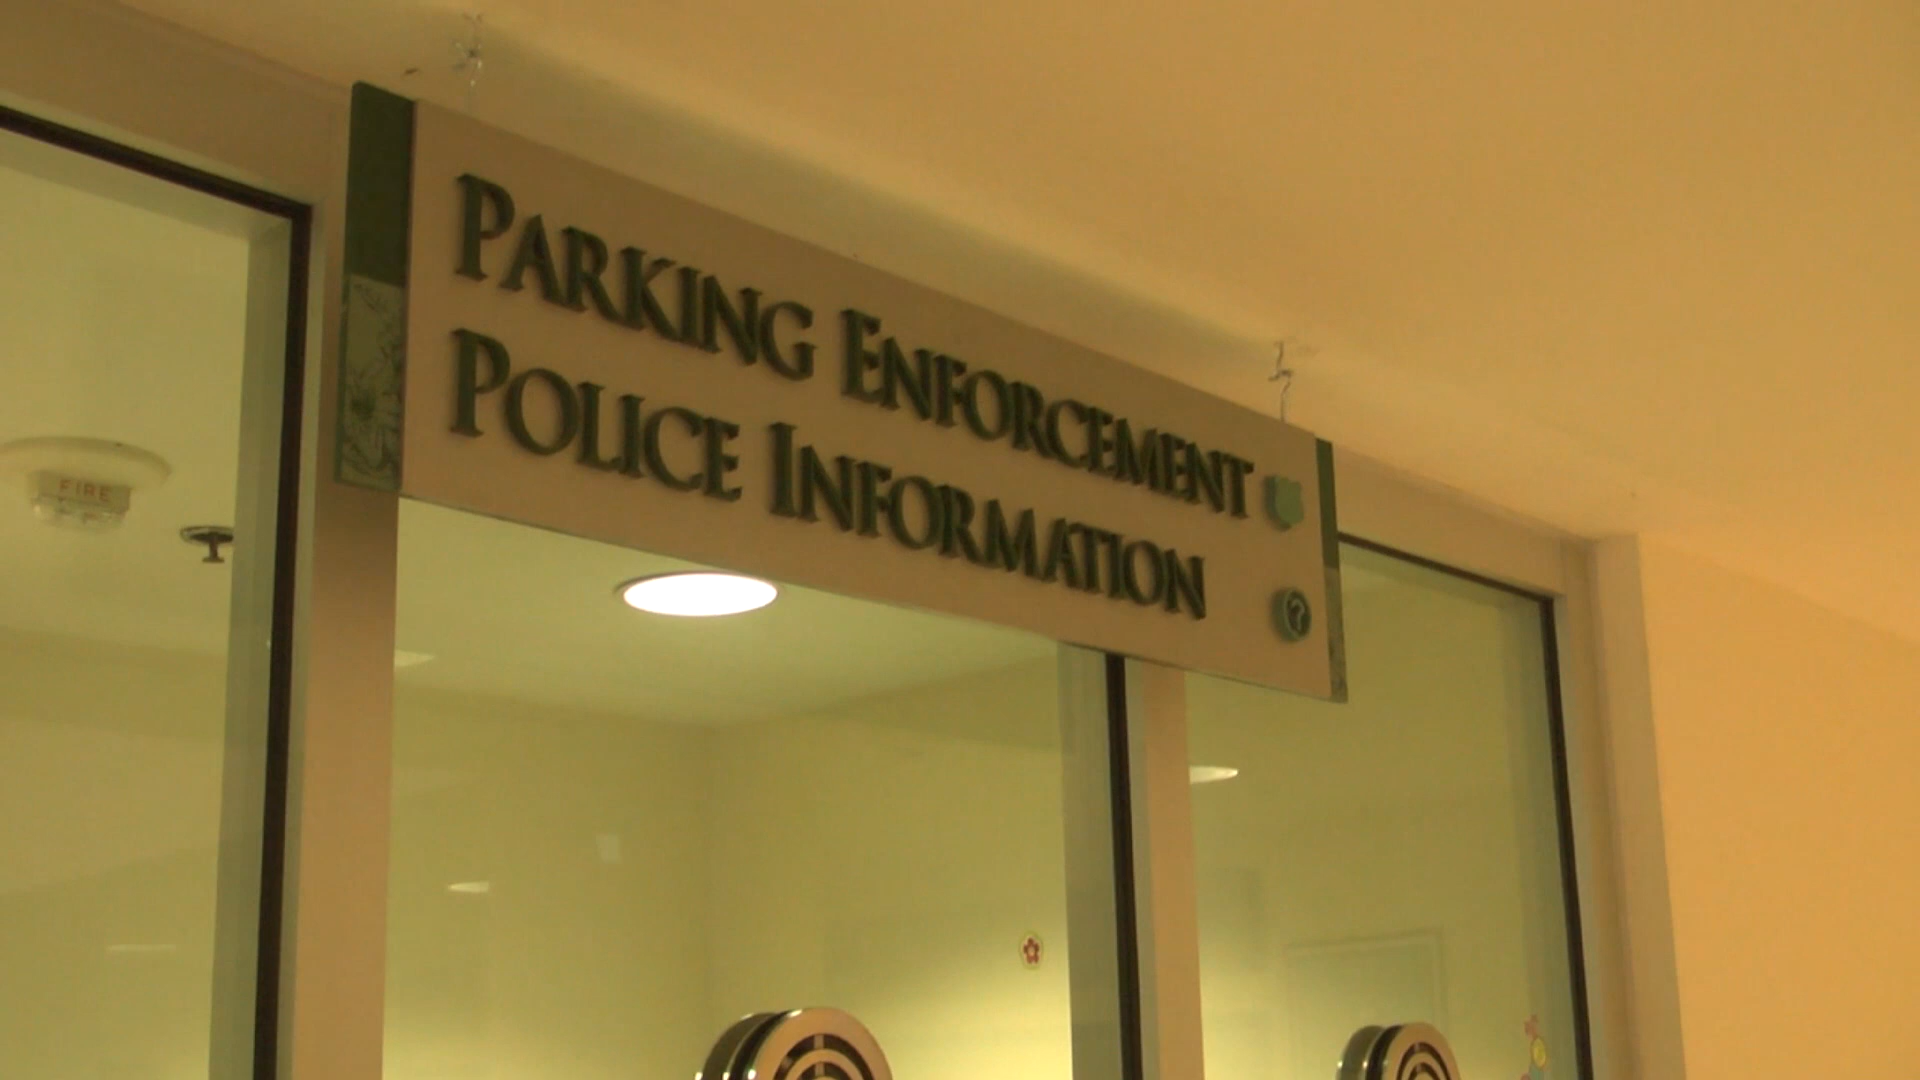 PARKING ENFORCEMENT
POLICE INFORMATION
?
FIRE